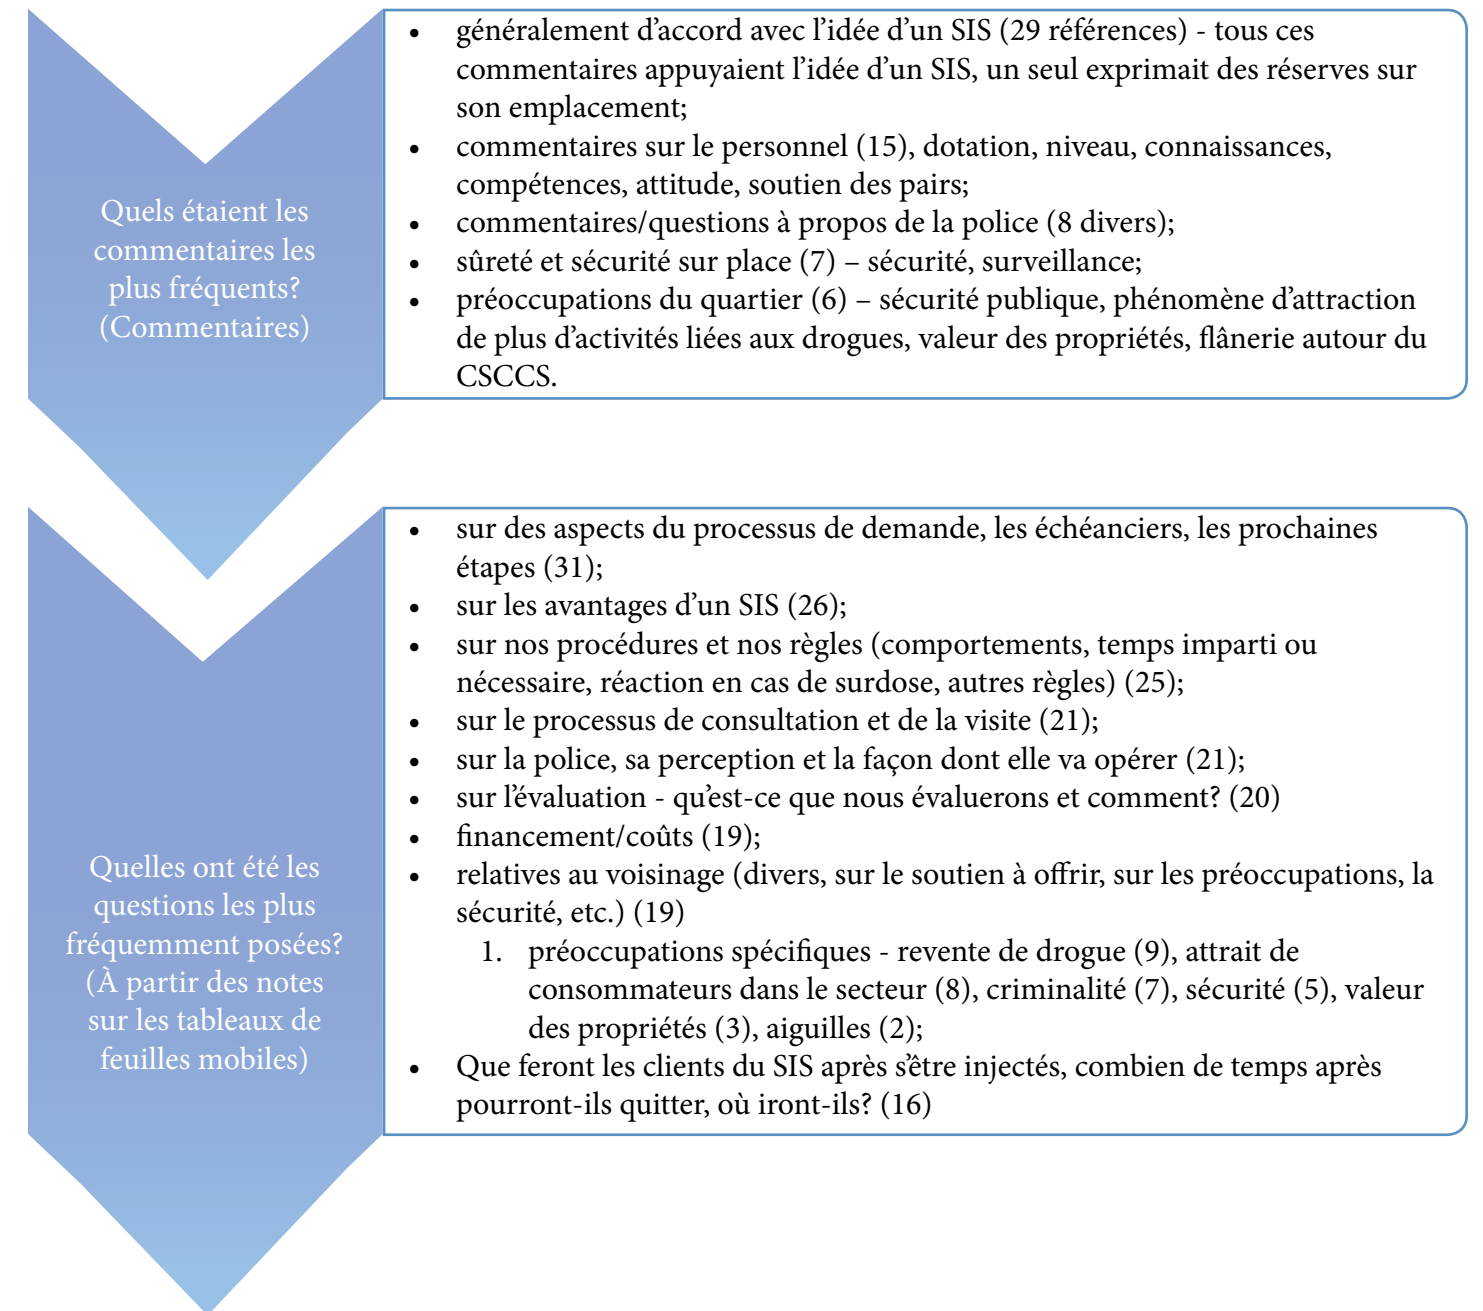 Quels étaient les
commentaires les
plus fréquents?
(Commentaires)
• généralement d’accord avec l’idée d’un SIS (29 références) - tous ces
commentaires appuyaient l’idée d’un SIS, un seul exprimait des réserves sur
son emplacement;
• commentaires sur le personnel (15), dotation, niveau, connaissances,
compétences, attitude, soutien des pairs;
• commentaires/questions à propos de la police (8 divers);
• sûreté et sécurité sur place (7) – sécurité, surveillance;
• préoccupations du quartier (6) – sécurité publique, phénomène d’attraction
de plus d’activités liées aux drogues, valeur des propriétés, flânerie autour du
CSCCS.
Quelles ont été les
questions les plus
fréquemment posées?
(À partir des notes
sur les tableaux de
feuilles mobiles)
• sur des aspects du processus de demande, les échéanciers, les prochaines
étapes (31);
• sur les avantages d’un SIS (26);
• sur nos procédures et nos règles (comportements, temps imparti ou
nécessaire, réaction en cas de surdose, autres règles) (25);
• sur le processus de consultation et de la visite (21);
• sur la police, sa perception et la façon dont elle va opérer (21);
• sur l’évaluation - qu’est-ce que nous évaluerons et comment? (20)
• financement/coûts (19);
• relatives au voisinage (divers, sur le soutien à offrir, sur les préoccupations, la
sécurité, etc.) (19)
1. préoccupations spécifiques - revente de drogue (9), attrait de
consommateurs dans le secteur (8), criminalité (7), sécurité (5), valeur
des propriétés (3), aiguilles (2);
• Que feront les clients du SIS après s’être injectés, combien de temps après
pourront-ils quitter, où iront-ils? (16)